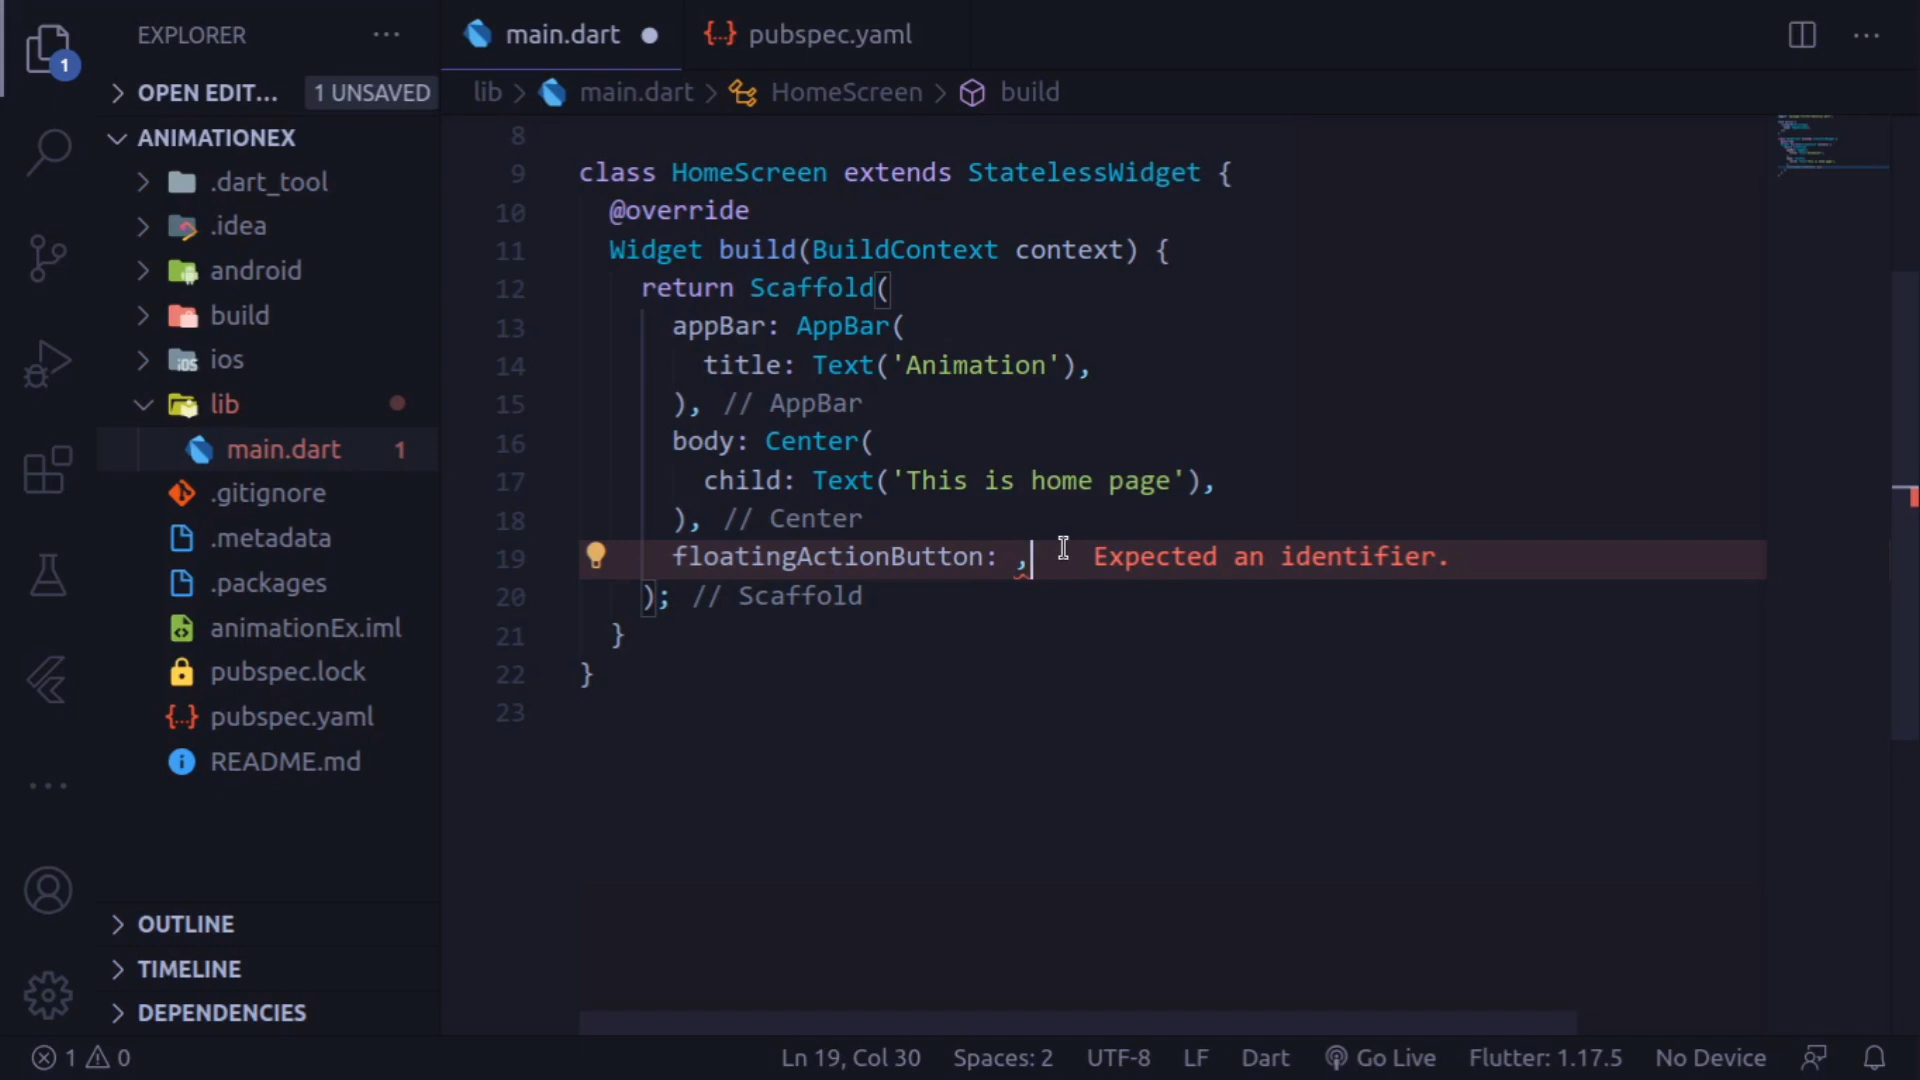 EXPLORER
main.dart
pubspec.yaml
1
OPEN EDIT...
1 UNSAVED
lib > main.dart > HomeScreen > build
ANIMATIONEX
.dart_tool
.idea
android
build
ios
lib
main.dart 1
.gitignore
.metadata
.packages
animationEx.iml
pubspec.lock
pubspec.yaml
README.md
OUTLINE
TIMELINE
DEPENDENCIES
8
9 class HomeScreen extends StatelessWidget {
10 @override
11 Widget build(BuildContext context) {
12 return Scaffold(
13 appBar: AppBar(
14 title: Text('Animation'),
15 ), // AppBar
16 body: Center(
17 child: Text('This is home page'),
18 ), // Center
19 floatingActionButton: , Expected an identifier.
20 ); // Scaffold
21 }
22 }
23
1 0 Ln 19, Col 30 Spaces: 2 UTF-8 LF Dart Go Live Flutter: 1.17.5 No Device